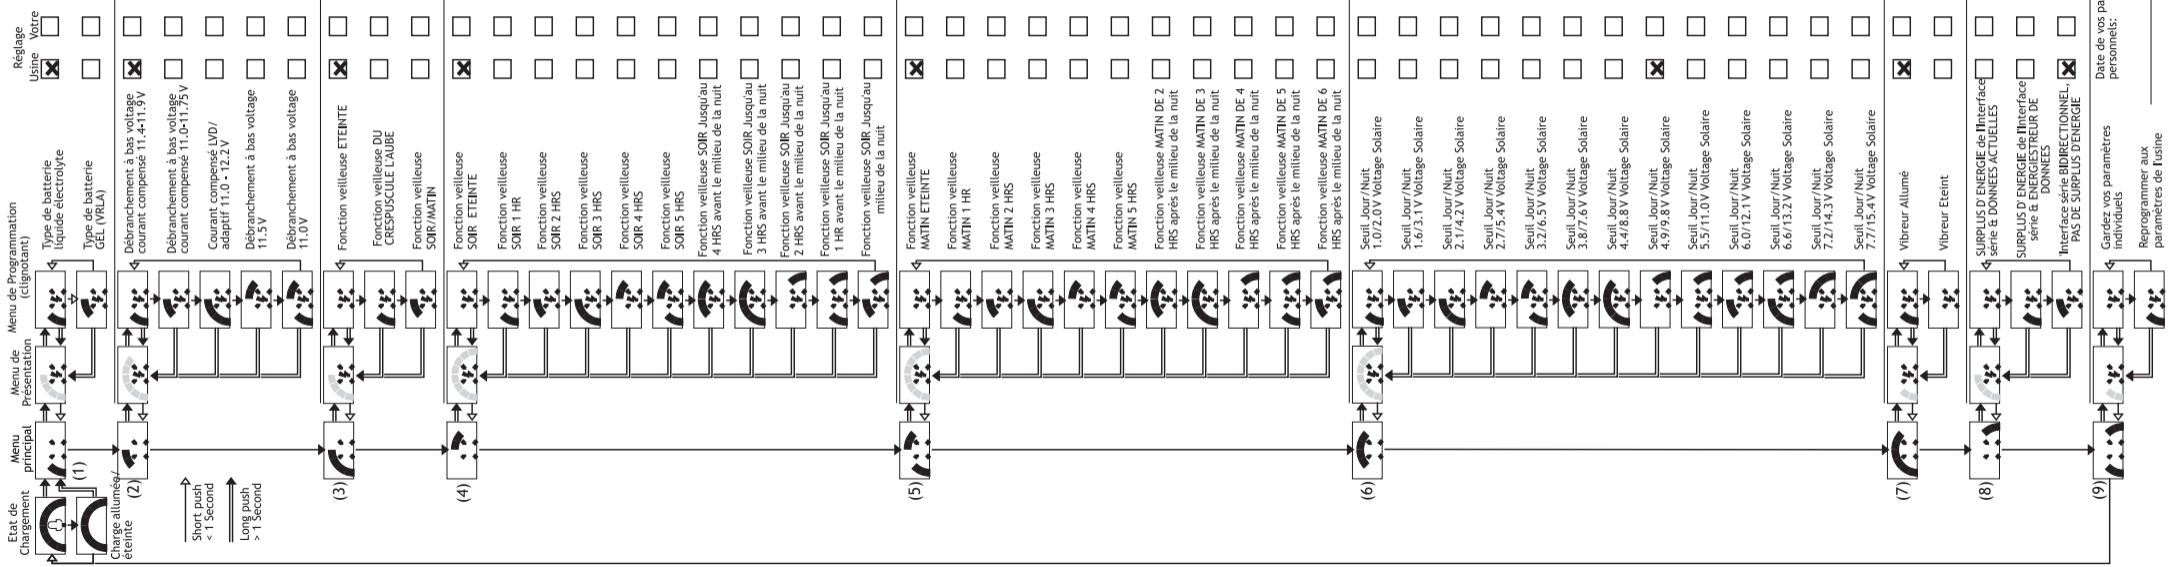 Etat de
Chargement
Menu
principal
Menu de
Présentation
Menu de Programmation
(clignotant)
Réglage
Usine Votre
Charge allumée/
éteinte
Short push
< 1 Second
Long push
> 1 Second
(1)
Type de batterie
liquide électrolyte
Type de batterie
GEL (VRLA)
(2)
Débranchement à bas voltage
courant compensé 11.4-11.9 V
Débranchement à bas voltage
courant compensé 11.0-11.75 V
Courant compensé LVD/
adaptif 11.0 - 12.2 V
Débranchement à bas voltage
11.5 V
Débranchement à bas voltage
11.0 V
(3)
Fonction veilleuse ETEINTE
Fonction veilleuse DU
CRESPUSCULE L'AUBE
Fonction veilleuse
SOIR/MATIN
(4)
Fonction veilleuse
SOIR ETEINTE
Fonction veilleuse
SOIR 1 HR
Fonction veilleuse
SOIR 2 HRS
Fonction veilleuse
SOIR 3 HRS
Fonction veilleuse
SOIR 4 HRS
Fonction veilleuse
SOIR 5 HRS
Fonction veilleuse SOIR Jusqu'au
4 HRS avant le milieu de la nuit
Fonction veilleuse SOIR Jusqu'au
3 HRS avant le milieu de la nuit
Fonction veilleuse SOIR Jusqu'au
2 HRS avant le milieu de la nuit
Fonction veilleuse SOIR Jusqu'au
1 HR avant le milieu de la nuit
Fonction veilleuse SOIR Jusqu'au
milieu de la nuit
(5)
Fonction veilleuse
MATIN ETEINTE
Fonction veilleuse
MATIN 1 HR
Fonction veilleuse
MATIN 2 HRS
Fonction veilleuse
MATIN 3 HRS
Fonction veilleuse
MATIN 4 HRS
Fonction veilleuse
MATIN 5 HRS
Fonction veilleuse MATIN DE 2
HRS après le milieu de la nuit
Fonction veilleuse MATIN DE 3
HRS après le milieu de la nuit
Fonction veilleuse MATIN DE 4
HRS après le milieu de la nuit
Fonction veilleuse MATIN DE 5
HRS après le milieu de la nuit
Fonction veilleuse MATIN DE 6
HRS après le milieu de la nuit
(6)
Seuil Jour/Nuit
1.0/2.0 V Voltage Solaire
Seuil Jour/Nuit
1.6/3.1 V Voltage Solaire
Seuil Jour/Nuit
2.1/4.2 V Voltage Solaire
Seuil Jour/Nuit
2.7/5.4 V Voltage Solaire
Seuil Jour/Nuit
3.2/6.5 V Voltage Solaire
Seuil Jour/Nuit
3.8/7.6 V Voltage Solaire
Seuil Jour/Nuit
4.4/8.8 V Voltage Solaire
Seuil Jour/Nuit
4.9/9.8 V Voltage Solaire
Seuil Jour/Nuit
5.5/11.0 V Voltage Solaire
Seuil Jour/Nuit
6.0/12.1 V Voltage Solaire
Seuil Jour/Nuit
6.6/13.2 V Voltage Solaire
Seuil Jour/Nuit
7.2/14.3 V Voltage Solaire
Seuil Jour/Nuit
7.7/15.4 V Voltage Solaire
(7)
Vibreur Allumé
Vibreur Eteint
(8)
SURPLUS D'ENERGIE de l'Interface
série & DONNEES ACTUELLES
SURPLUS D'ENERGIE de l'Interface
série & ENERGIESTREUR DE
DONNEES
'Interface série BIDIRECTIONNEL,
PAS DE SURPLUS D'ENERGIE
(9)
Gardez vos paramètres
individuels
Reprogrammer aux
paramètres de l'usine
Date de vos pa
personnels: